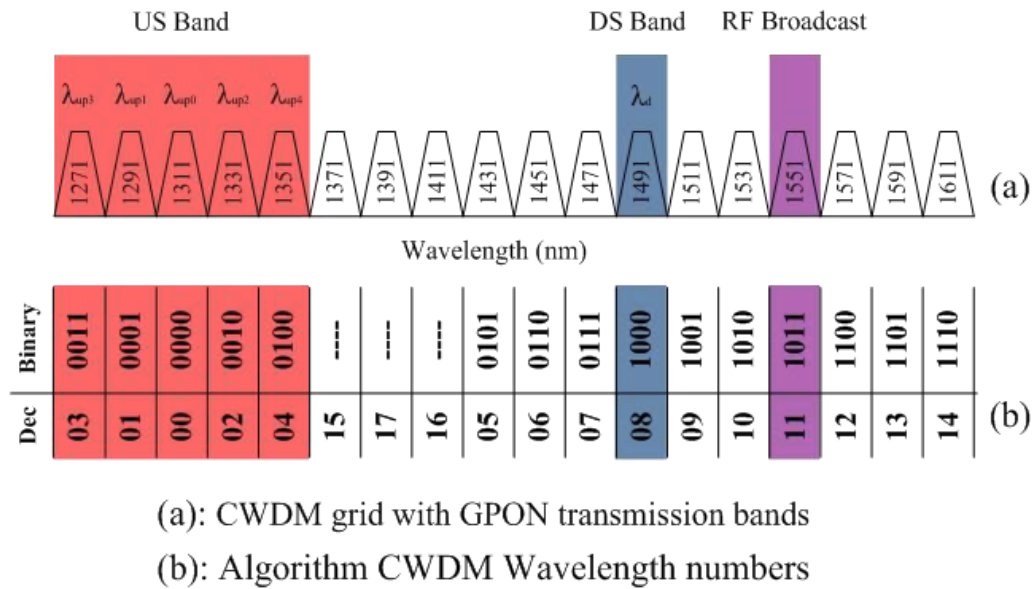 US Band DS Band RF Broadcast
λup3 λup1 λup0 λup2 λup4 λd
1271 1291 1311 1331 1351 1371 1391 1411 1431 1451 1471 1491 1511 1531 1551 1571 1591 1611 (a)
Wavelength (nm)
Binary 0011 0001 0000 0010 0100 ---- ---- ---- 0101 0110 0111 1000 1001 1010 1011 1100 1101 1110
Dec 03 01 00 02 04 15 17 16 05 06 07 08 09 10 11 12 13 14 (b)
(a): CWDM grid with GPON transmission bands
(b): Algorithm CWDM Wavelength numbers